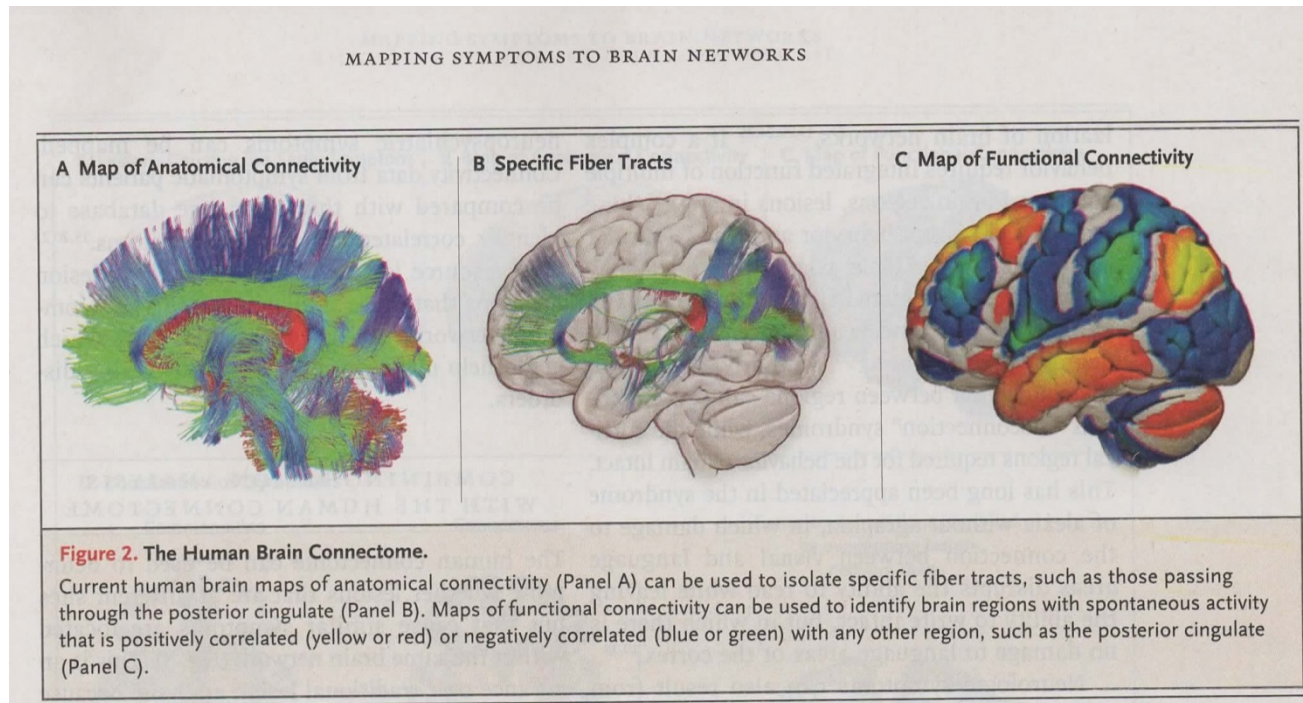 MAPPING SYMPTOMS TO BRAIN NETWORKS
A Map of Anatomical Connectivity
B Specific Fiber Tracts
C Map of Functional Connectivity
Figure 2. The Human Brain Connectome.
Current human brain maps of anatomical connectivity (Panel A) can be used to isolate specific fiber tracts, such as those passing
through the posterior cingulate (Panel B). Maps of functional connectivity can be used to identify brain regions with spontaneous activity
that is positively correlated (yellow or red) or negatively correlated (blue or green) with any other region, such as the posterior cingulate
(Panel C).